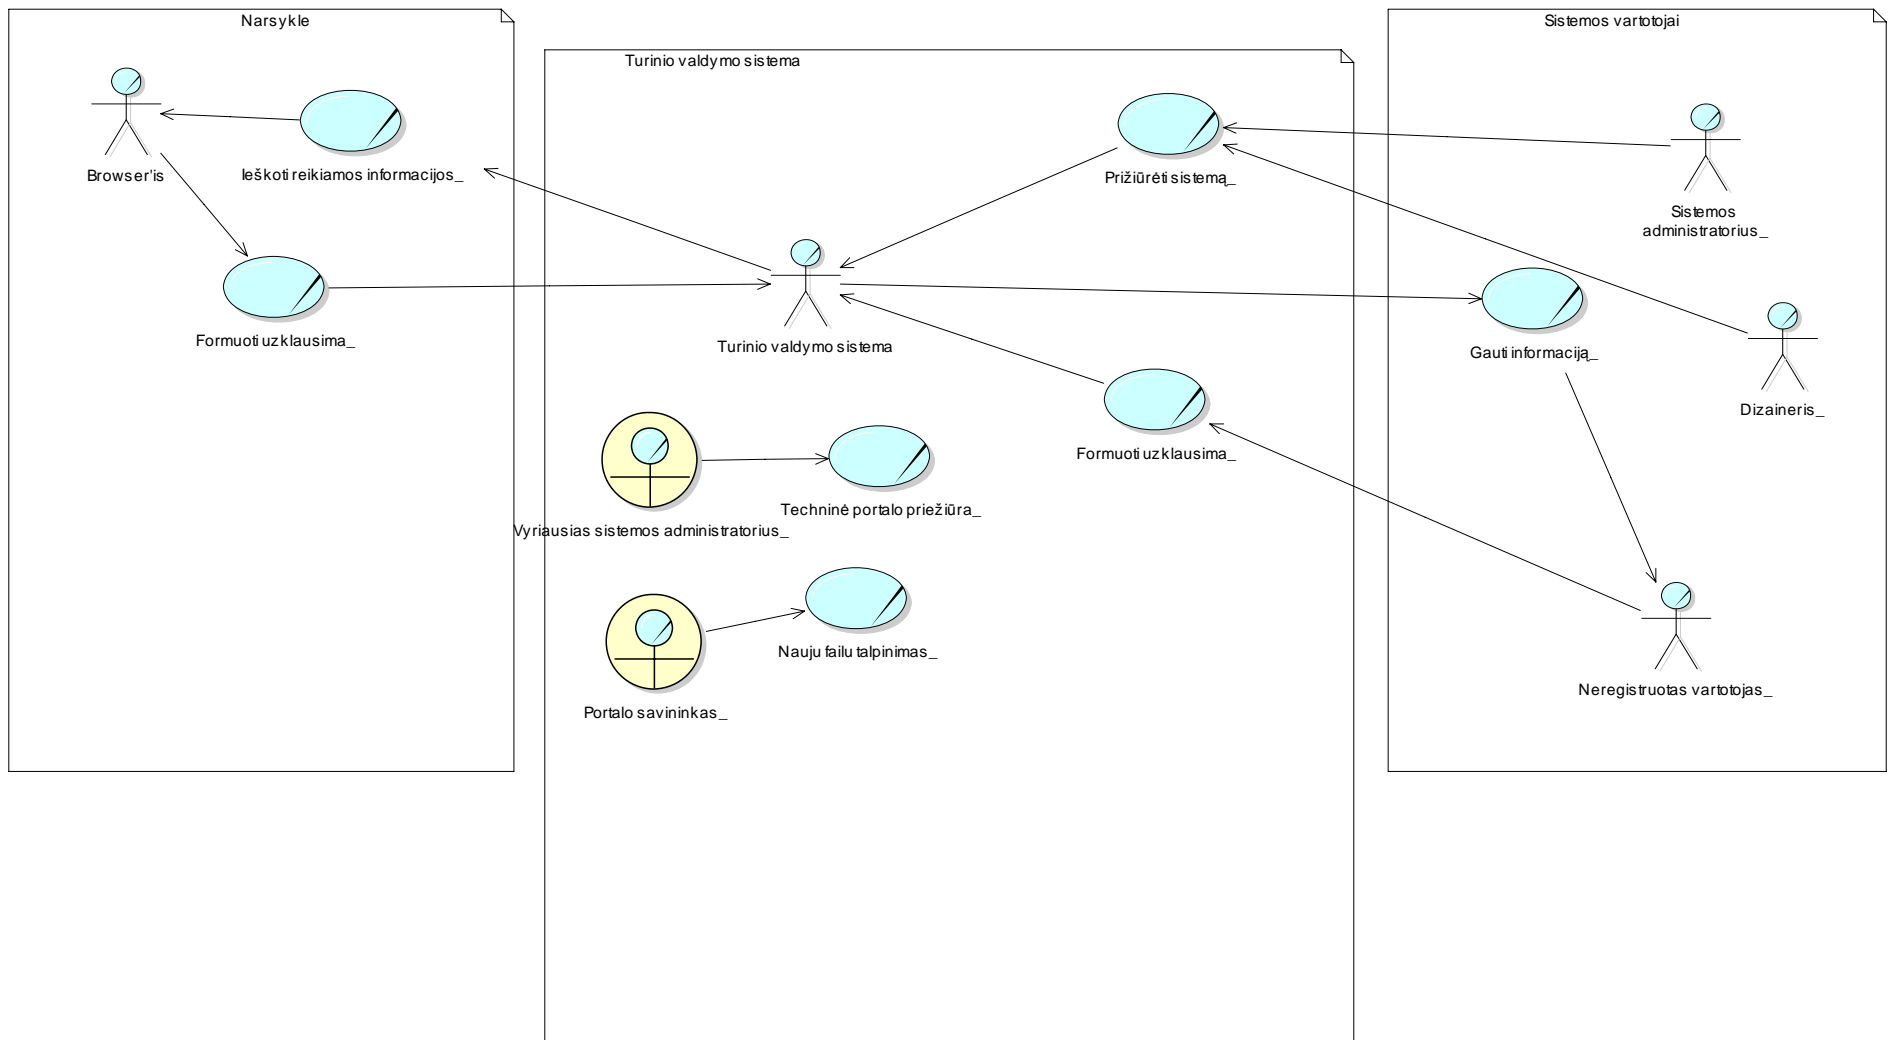 Narsykle
Browser'is
Ieškoti reikiamos informacijos_
Formuoti uzklausima_
Turinio valdymo sistema
Prižiūrėti sistemą_
Turinio valdymo sistema
Formuoti uzklausima_
Vyriausias sistemos administratorius_
Techninė portalo priežiūra_
Portalo savininkas_
Nauju failu talpinimas_
Sistemos vartotojai
Sistemos
administratorius_
Gauti informaciją_
Dizaineris_
Neregistruotas vartotojas_